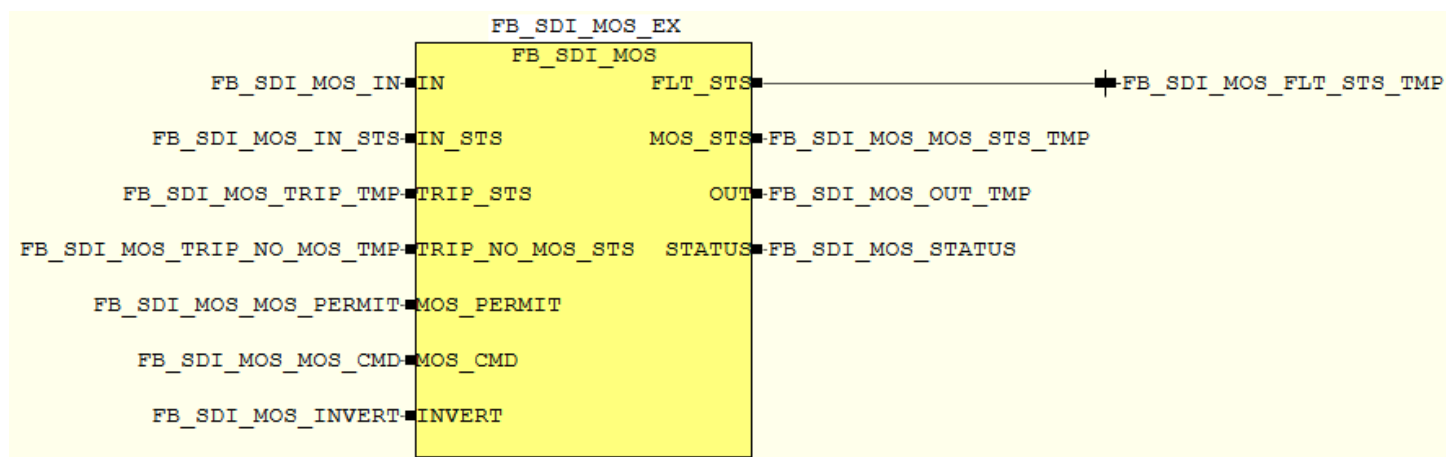 FB_SDI_MOS_EX
FB_SDI_MOS
FB_SDI_MOS_IN IN FLT_STS FB_SDI_MOS_FLT_STS_TMP
FB_SDI_MOS_IN_STS IN_STS MOS_STS FB_SDI_MOS_MOS_STS_TMP
FB_SDI_MOS_TRIP_TMP TRIP_STS OUT FB_SDI_MOS_OUT_TMP
FB_SDI_MOS_TRIP_NO_MOS_TMP TRIP_NO_MOS_STS STATUS FB_SDI_MOS_STATUS
FB_SDI_MOS_MOS_PERMIT MOS_PERMIT
FB_SDI_MOS_MOS_CMD MOS_CMD
FB_SDI_MOS_INVERT INVERT